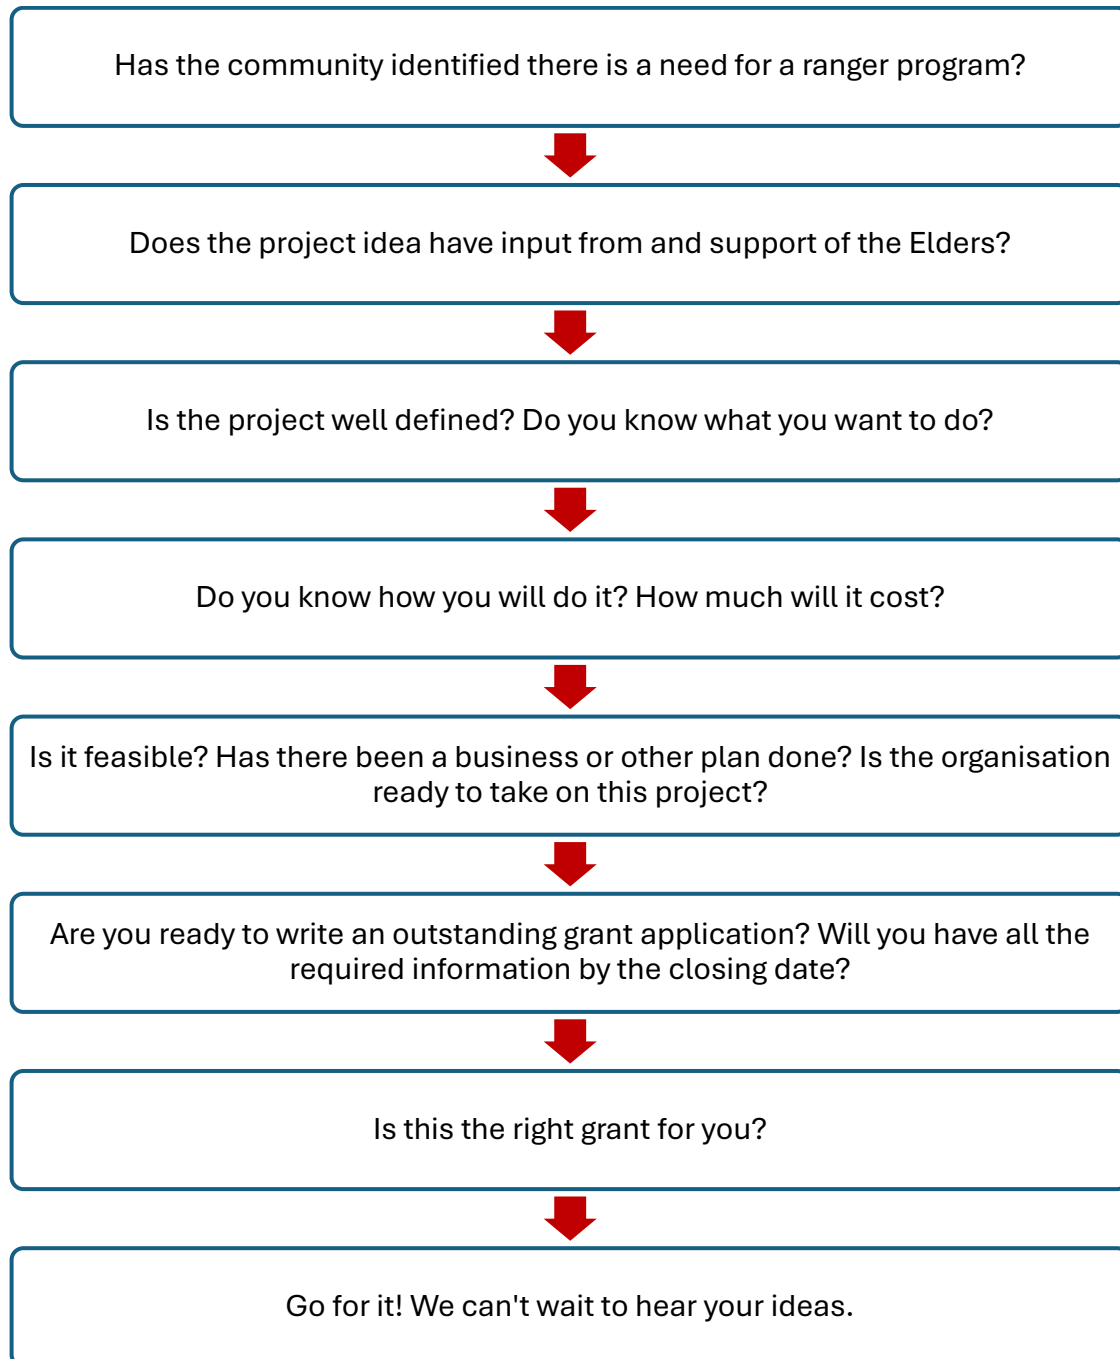 Has the community identified there is a need for a ranger program?
Does the project idea have input from and support of the Elders?
Is the project well defined? Do you know what you want to do?
Do you know how you will do it? How much will it cost?
Is it feasible? Has there been a business or other plan done? Is the organisation
ready to take on this project?
Are you ready to write an outstanding grant application? Will you have all the
required information by the closing date?
Is this the right grant for you?
Go for it! We can't wait to hear your ideas.